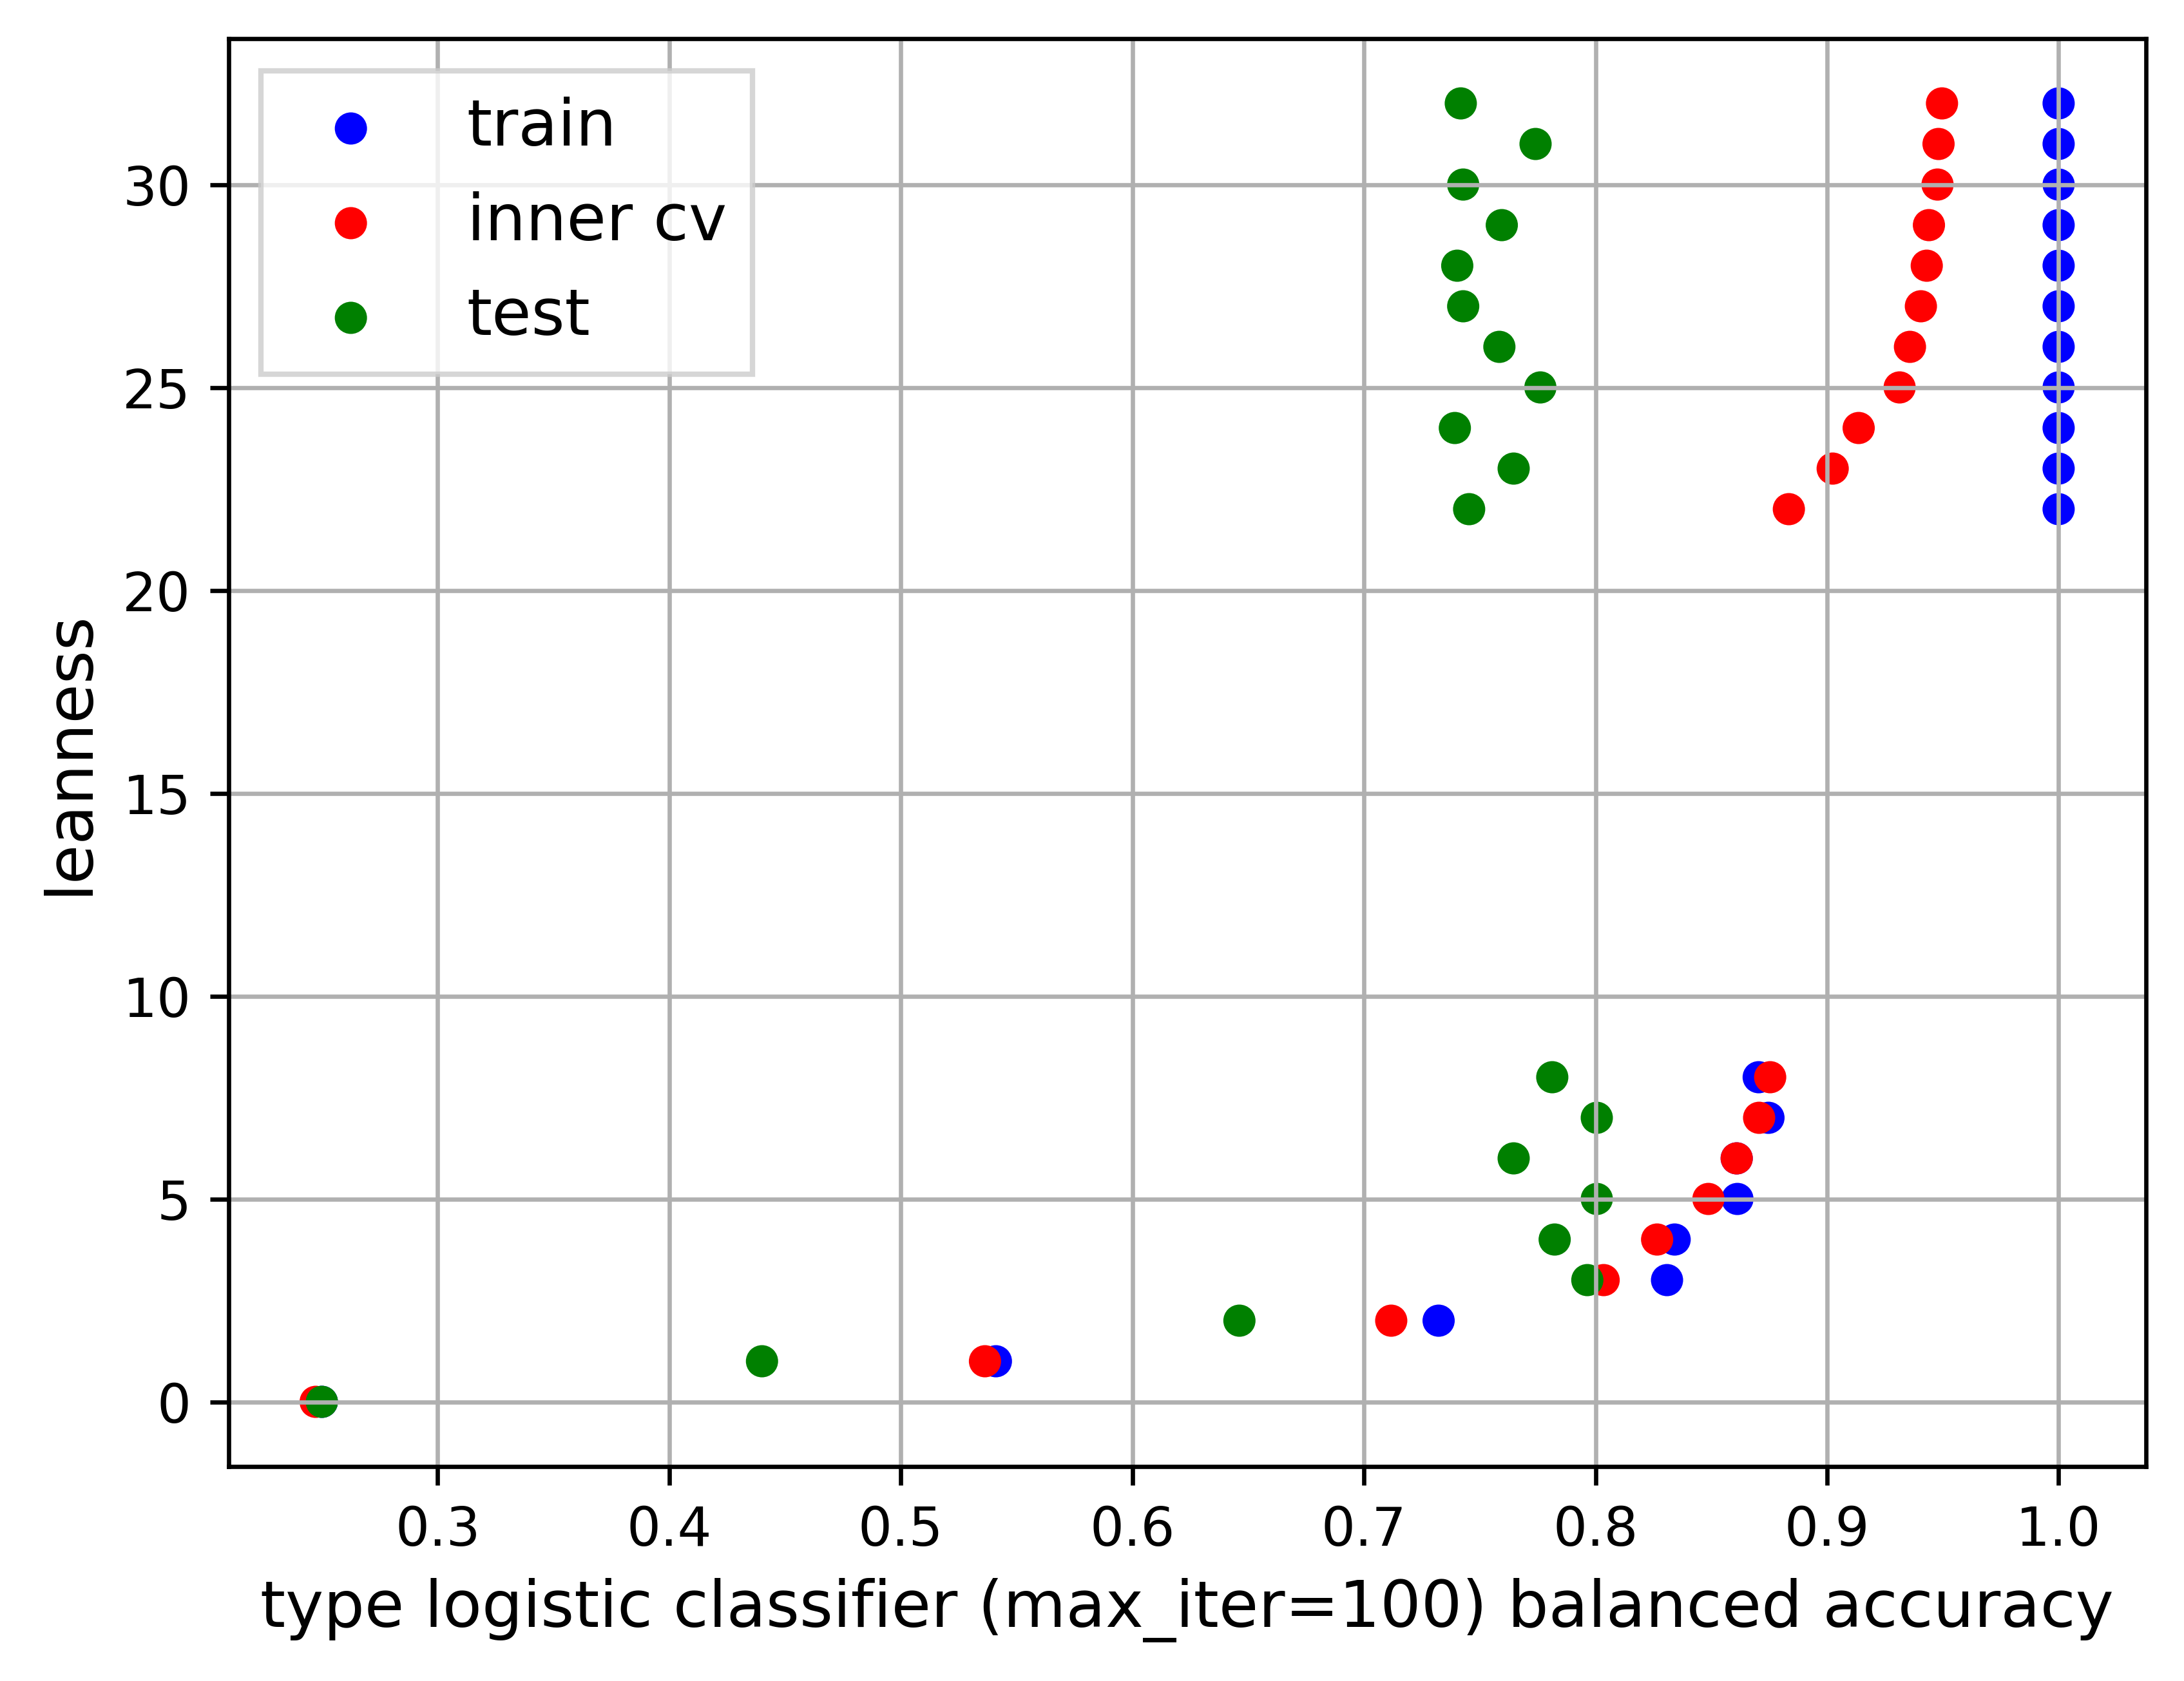 train
inner cv
test
30
25
20
15
10
5
0
leanness
0.3 0.4 0.5 0.6 0.7 0.8 0.9 1.0
type logistic classifier (max_iter=100) balanced accuracy